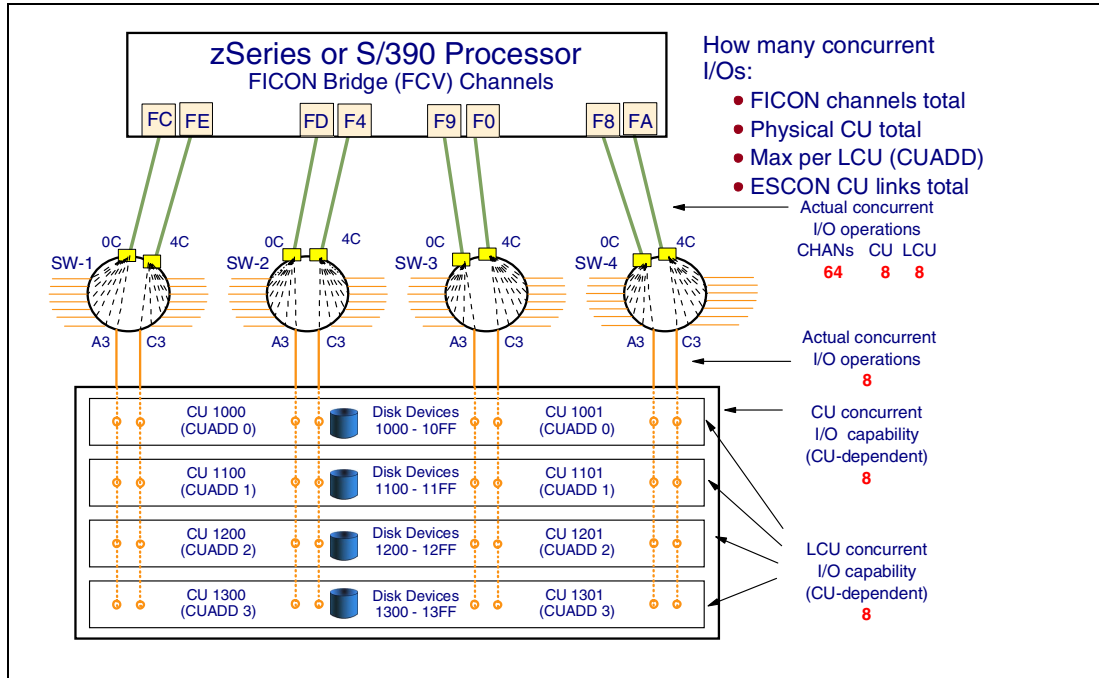 zSeries or S/390 Processor
FICON Bridge (FCV) Channels
FC FE FD F4 F9 F0 F8 FA
How many concurrent
I/Os:
• FICON channels total
• Physical CU total
• Max per LCU (CUADD)
• ESCON CU links total
Actual concurrent
I/O operations
CHANs CU LCU
64 8 8
0C 4C 0C 4C 0C 4C 0C 4C
SW-1 SW-2 SW-3 SW-4
A3 C3 A3 C3 A3 C3 A3 C3
Actual concurrent
I/O operations
8
CU 1000
(CUADD 0)
Disk Devices
1000 - 10FF
CU 1001
(CUADD 0)
CU 1100
(CUADD 1)
Disk Devices
1100 - 11FF
CU 1101
(CUADD 1)
CU 1200
(CUADD 2)
Disk Devices
1200 - 12FF
CU 1201
(CUADD 2)
CU 1300
(CUADD 3)
Disk Devices
1300 - 13FF
CU 1301
(CUADD 3)
CU concurrent
I/O capability
(CU-dependent)
8
LCU concurrent
I/O capability
(CU-dependent)
8